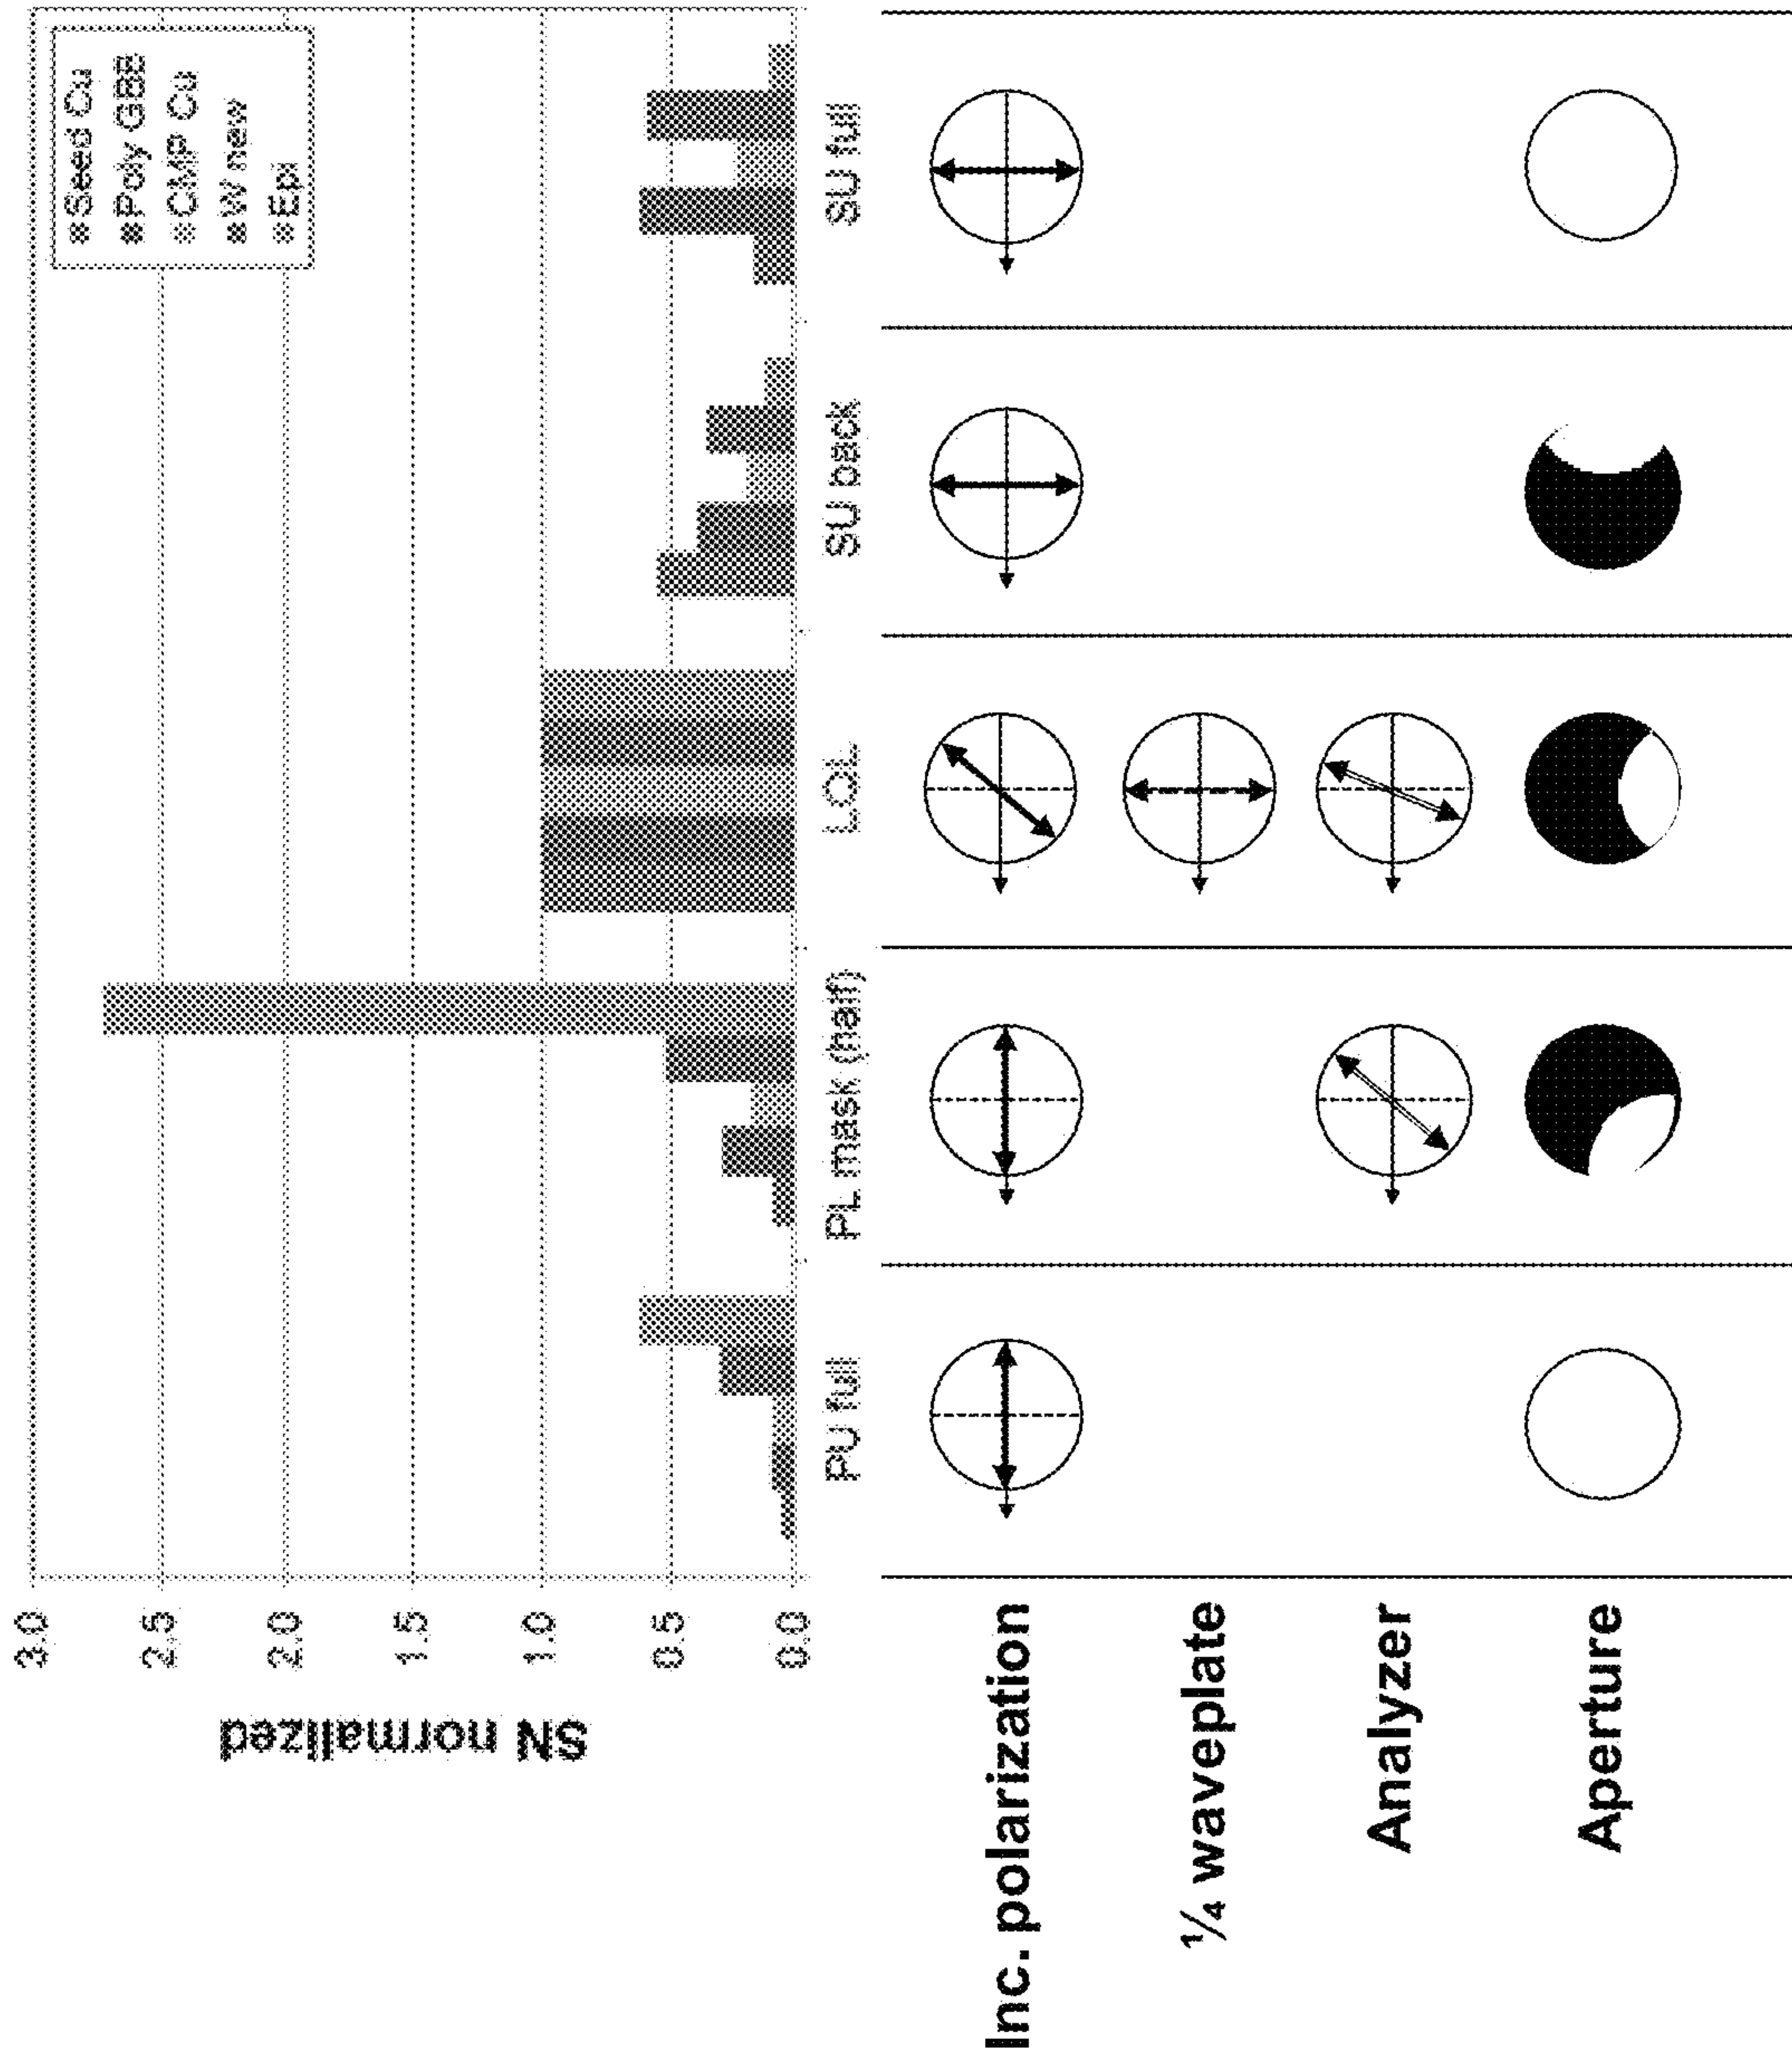 SN normalized
3.0
2.5
2.0
1.5
1.0
0.5
0.0
Seed Cu
Poly GBE
CMP Cu
W new
Epi
PU full
PL mask (half)
LQL
SU back
SU full
Inc. polarization
¼ waveplate
Analyzer
Aperture